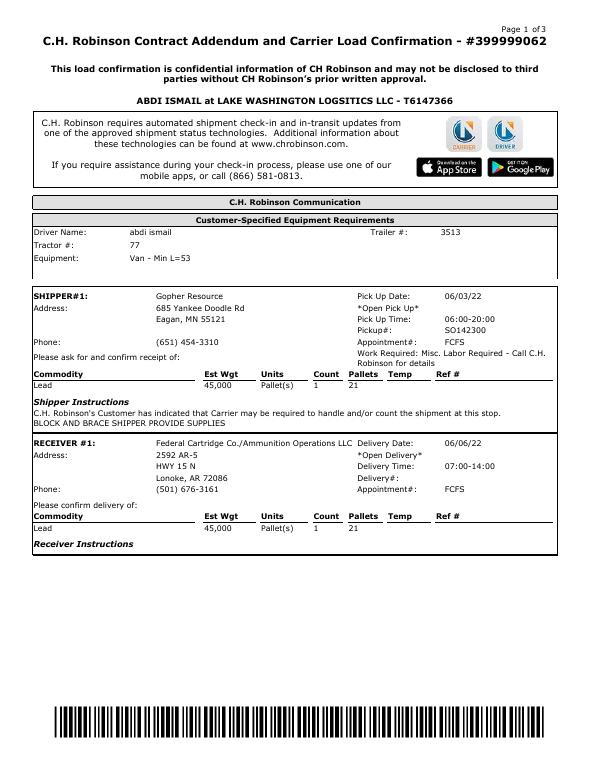 Page 1 of 3
C.H. Robinson Contract Addendum and Carrier Load Confirmation - #399999062
This load confirmation is confidential information of CH Robinson and may not be disclosed to third
parties without CH Robinson's prior written approval.
ABDI ISMAIL at LAKE WASHINGTON LOGSITICS LLC - T6147366
C.H. Robinson requires automated shipment check-in and in-transit updates from
one of the approved shipment status technologies. Additional information about
these technologies can be found at www.chrobinson.com.
If you require assistance during your check-in process, please use one of our
mobile apps, or call (866) 581-0813.
CARRIER DRIVER
Download on the App Store
GET IT ON Google Play
C.H. Robinson Communication
Customer-Specified Equipment Requirements
Driver Name: abdi ismail Trailer #: 3513
Tractor #: 77
Equipment: Van - Min L=53
SHIPPER#1: Gopher Resource Pick Up Date: 06/03/22
Address: 685 Yankee Doodle Rd *Open Pick Up*
Eagan, MN 55121 Pick Up Time: 06:00-20:00
Pickup#: SO142300
Phone: (651) 454-3310 Appointment#: FCFS
Please ask for and confirm receipt of: Work Required: Misc. Labor Required - Call C.H.
Robinson for details
Commodity Est Wgt Units Count Pallets Temp Ref #
Lead 45,000 Pallet(s) 1 21
Shipper Instructions
C.H. Robinson's Customer has indicated that Carrier may be required to handle and/or count the shipment at this stop.
BLOCK AND BRACE SHIPPER PROVIDE SUPPLIES
RECEIVER #1: Federal Cartridge Co./Ammunition Operations LLC Delivery Date: 06/06/22
Address: 2592 AR-5 *Open Delivery*
HWY 15 N Delivery Time: 07:00-14:00
Lonoke, AR 72086 Delivery#:
Phone: (501) 676-3161 Appointment#: FCFS
Please confirm delivery of:
Commodity Est Wgt Units Count Pallets Temp Ref #
Lead 45,000 Pallet(s) 1 21
Receiver Instructions